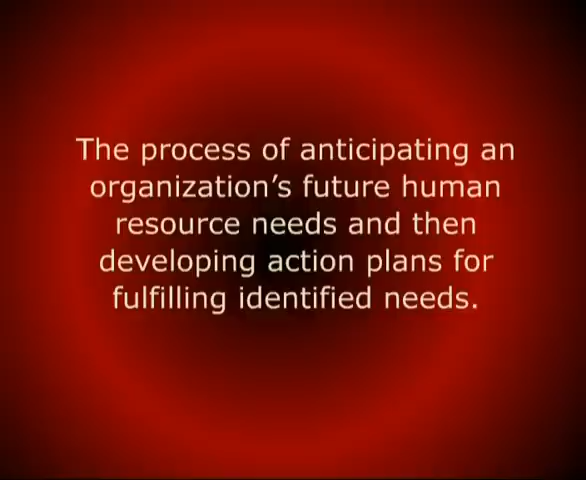 The process of anticipating an
organization’s future human
resource needs and then
developing action plans for
fulfilling identified needs.